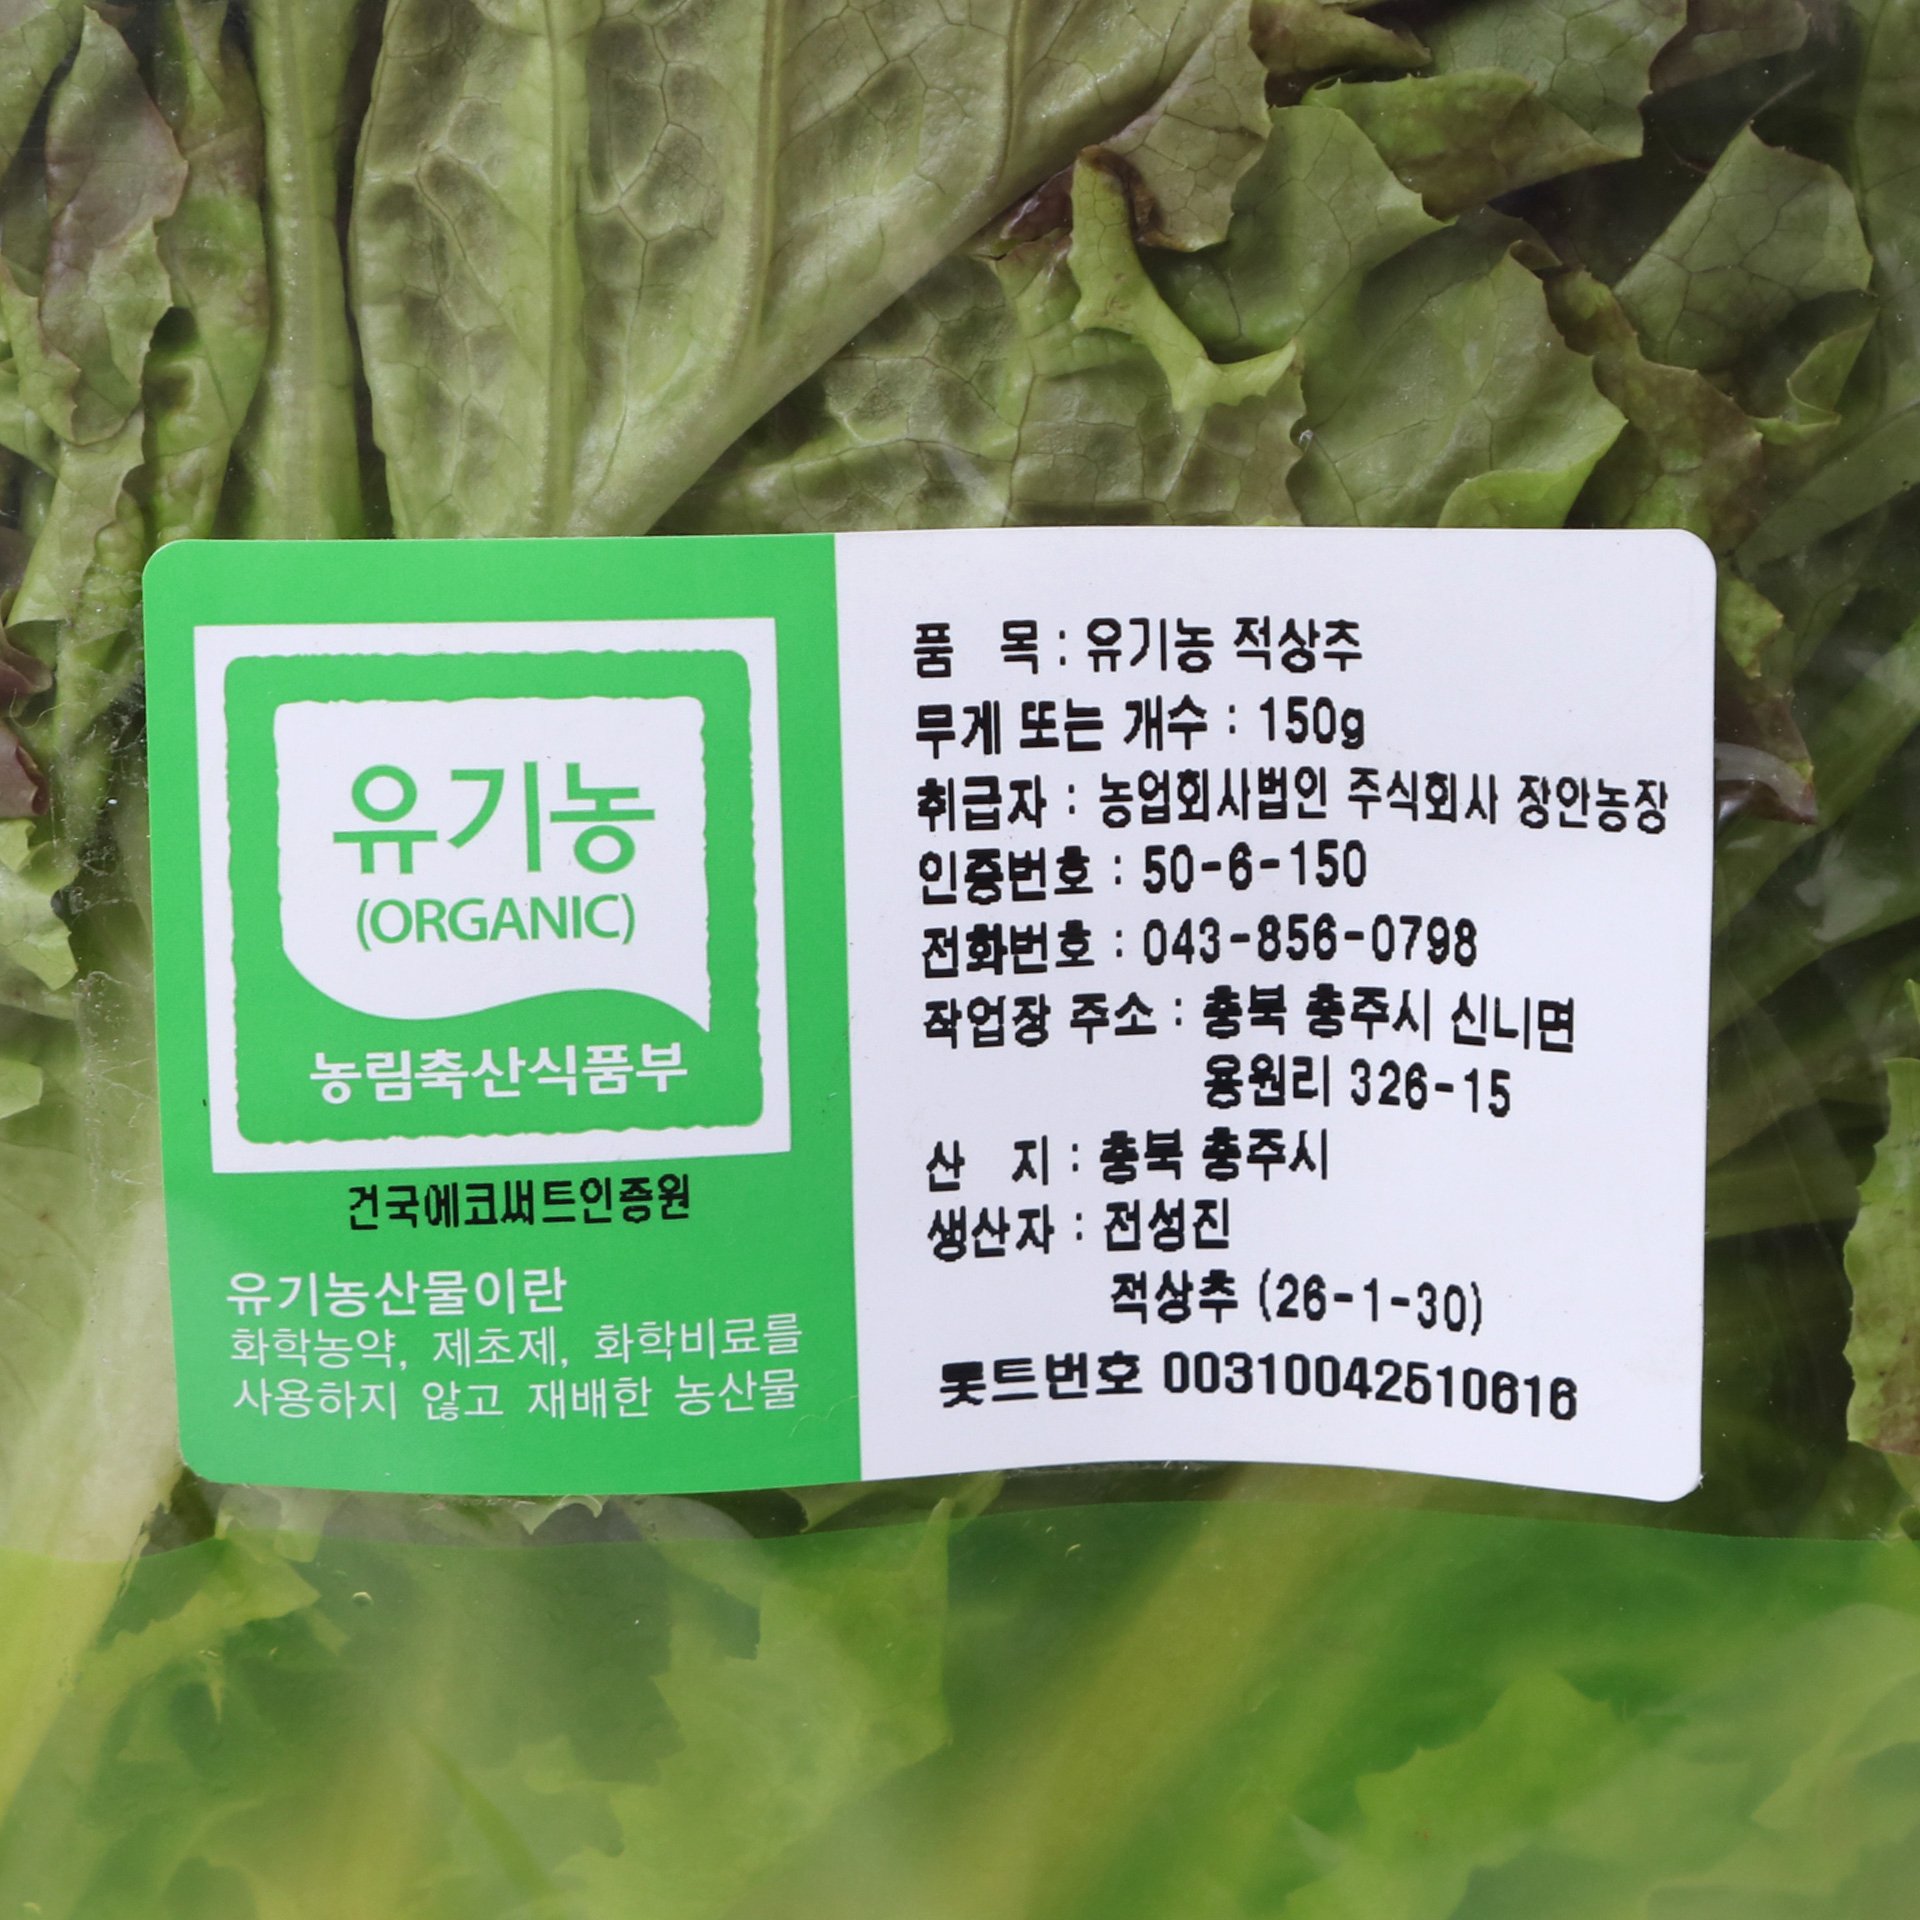 유기농
(ORGANIC)
농림축산식품부
건국에코써트인증원
유기농산물이란
화학농약, 제초제, 화학비료를
사용하지 않고 재배한 농산물
품 목 : 유기농 적상추
무게 또는 개수 : 150g
취급자 : 농업회사법인 주식회사 장안농장
인증번호 : 50-6-150
전화번호 : 043-856-0798
작업장 주소 : 충북 충주시 신니면
용원리 326-15
산 지 : 충북 충주시
생산자 : 전성진
적상추 (26-1-30)
롯트번호 00310042510616